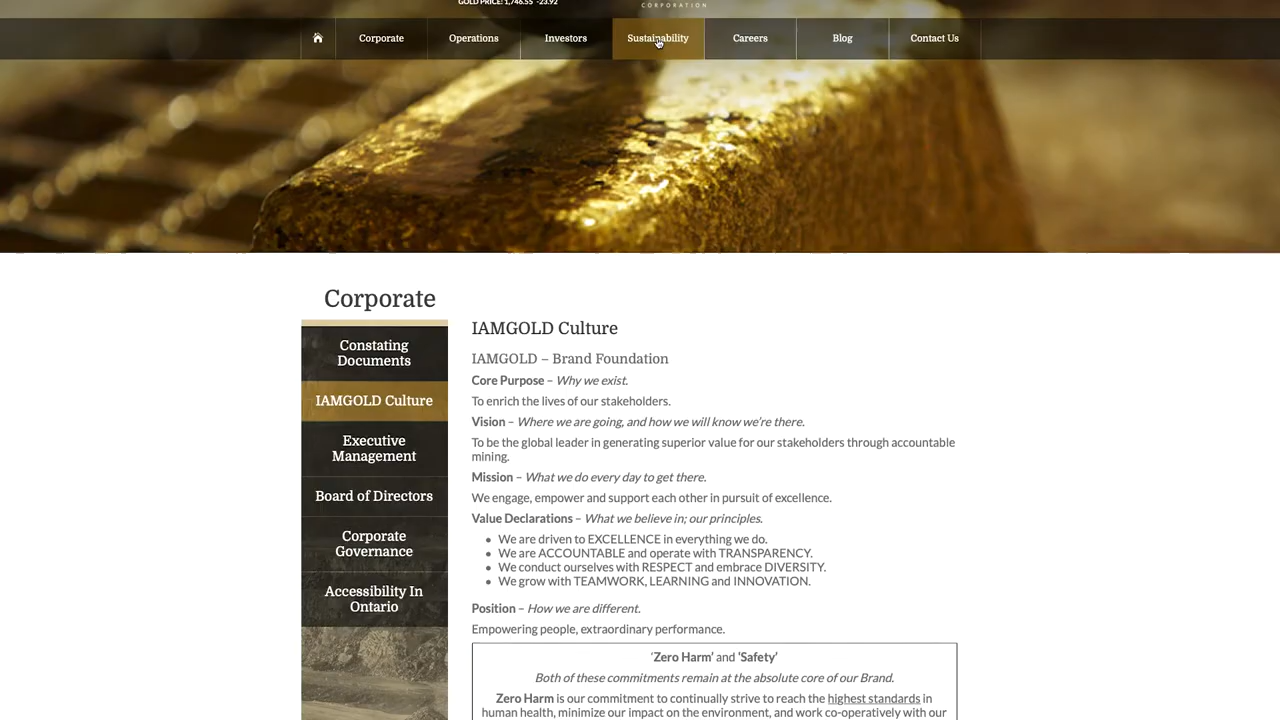 GOLD PRICE: 1,746.55 -23.92
CORPORATION
Corporate
Operations
Investors
Sustainability
Careers
Blog
Contact Us
Corporate
Constating
Documents
IAMGOLD Culture
Executive
Management
Board of Directors
Corporate
Governance
Accessibility In
Ontario
IAMGOLD Culture
IAMGOLD – Brand Foundation
Core Purpose – Why we exist.
To enrich the lives of our stakeholders.
Vision – Where we are going, and how we will know we're there.
To be the global leader in generating superior value for our stakeholders through accountable
mining.
Mission – What we do every day to get there.
We engage, empower and support each other in pursuit of excellence.
Value Declarations – What we believe in; our principles.
• We are driven to EXCELLENCE in everything we do.
• We are ACCOUNTABLE and operate with TRANSPARENCY.
• We conduct ourselves with RESPECT and embrace DIVERSITY.
• We grow with TEAMWORK, LEARNING and INNOVATION.
Position – How we are different.
Empowering people, extraordinary performance.
'Zero Harm' and 'Safety'
Both of these commitments remain at the absolute core of our Brand.
Zero Harm is our commitment to continually strive to reach the highest standards in
human health, minimize our impact on the environment, and work co-operatively with our